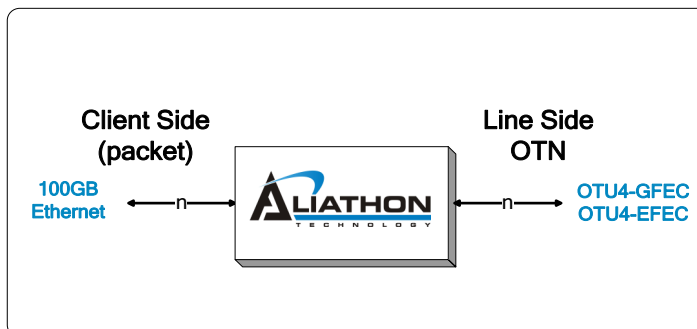 Client Side
(packet)
Line Side
OTN
100GB
Ethernet
n
ALIATHON
TECHNOLOGY
n
OTU4-GFEC
OTU4-EFEC